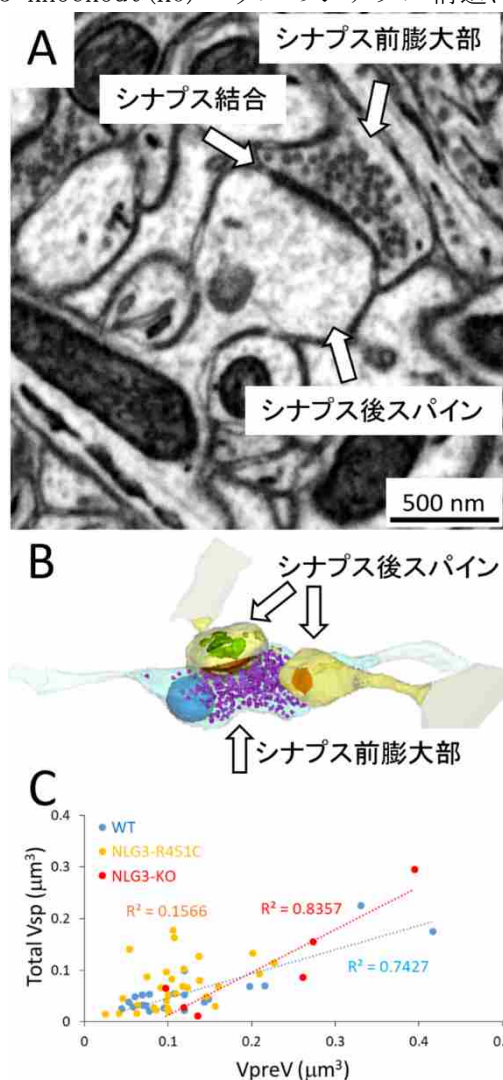 knockout
A
シナプス前膨大部
シナプス結合
シナプス後スパイン
500 nm
B
シナプス後スパイン
シナプス前膨大部
C
Total Vsp (μm³)
0.4
0.3
0.2
0.1
0
WT
NLG3-R451C
NLG3-KO
R² = 0.1566
R² = 0.8357
R² = 0.7427
0
0.1
0.2
0.3
0.4
VpreV (μm³)